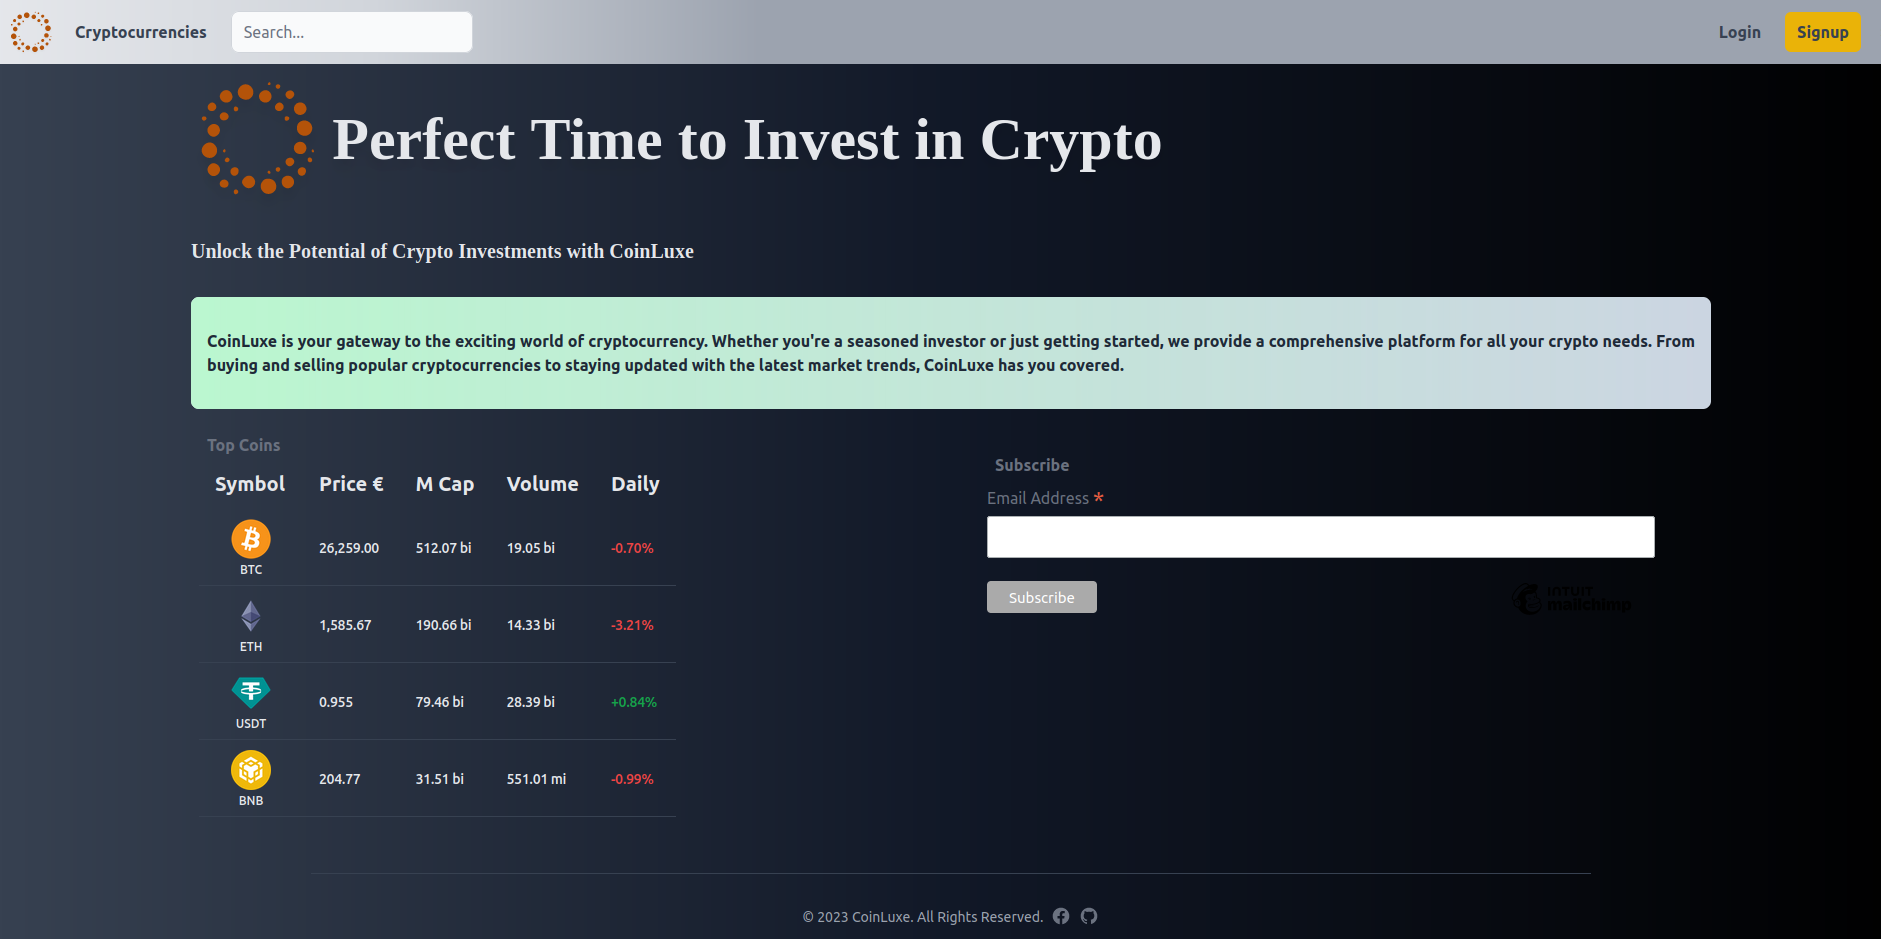 Cryptocurrencies
Search...
Login
Signup
Perfect Time to Invest in Crypto
Unlock the Potential of Crypto Investments with CoinLuxe
CoinLuxe is your gateway to the exciting world of cryptocurrency. Whether you're a seasoned investor or just getting started, we provide a comprehensive platform for all your crypto needs. From
buying and selling popular cryptocurrencies to staying updated with the latest market trends, CoinLuxe has you covered.
Top Coins
Symbol Price € M Cap Volume Daily
BTC 26,259.00 512.07 bi 19.05 bi -0.70%
ETH 1,585.67 190.66 bi 14.33 bi -3.21%
USDT 0.955 79.46 bi 28.39 bi +0.84%
BNB 204.77 31.51 bi 551.01 mi -0.99%
Subscribe
Email Address *
Subscribe
INTUIT
mailchimp
© 2023 CoinLuxe. All Rights Reserved.